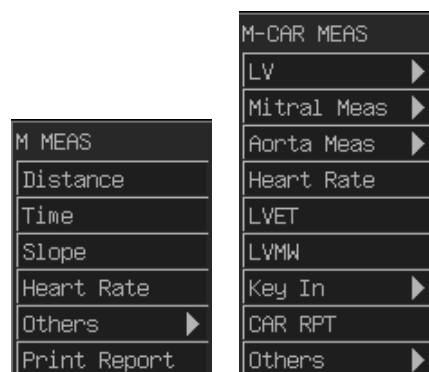 M MEAS
Distance
Time
Slope
Heart Rate
Others
Print Report
M-CAR MEAS
LV
Mitral Meas
Aorta Meas
Heart Rate
LVET
LVMW
Key In
CAR RPT
Others